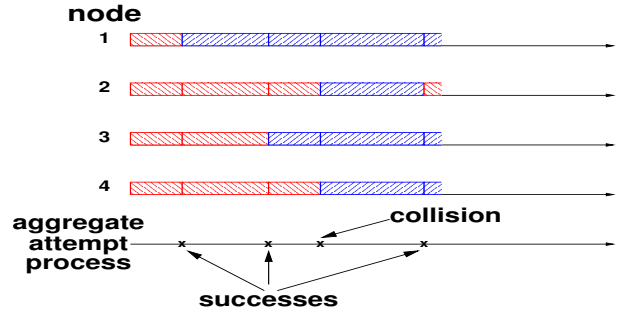 node
1
2
3
4
aggregate
attempt
process
collision
x x x x
successes